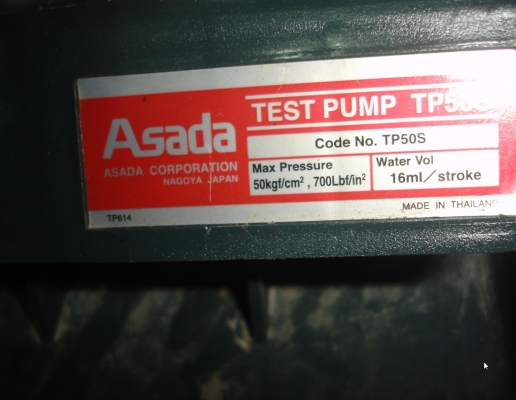 Asada
ASADA CORPORATION
NAGOYA JAPAN
TEST PUMP TP50S
Code No. TP50S
Max Pressure
50kgf/cm², 700Lbf/in²
Water Vol
16ml/stroke
TP614
MADE IN THAILAND